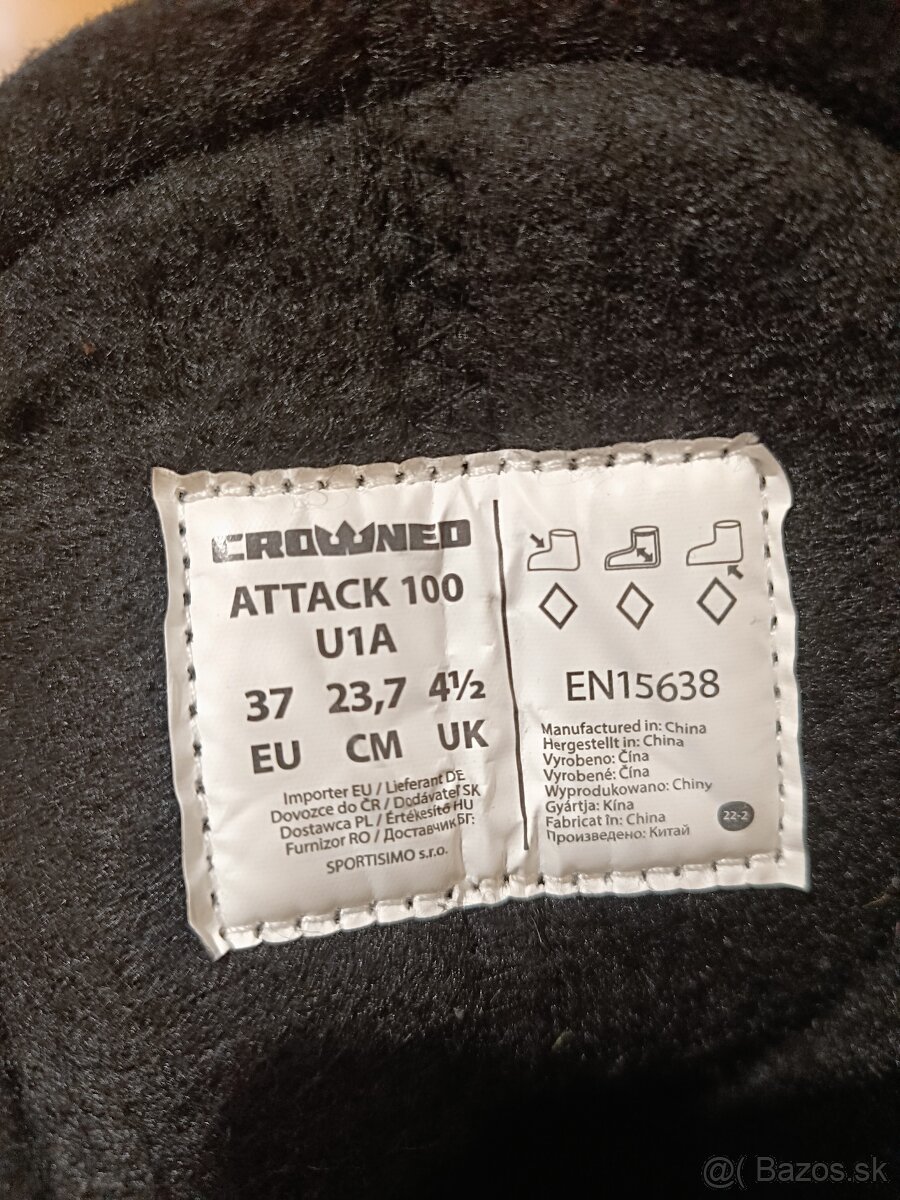 CROWNED
ATTACK 100
U1A
37 23,7 4½
EU CM UK
Importer EU / Lieferant DE
Dovozce do ČR / Dodávateľ SK
Dostawca PL / Értékesítő HU
Furnizor RO / Доставчик БГ:
SPORTISIMO s.r.o.
EN15638
Manufactured in: China
Hergestellt in: China
Vyrobeno: Čína
Vyrobené: Čína
Wyprodukowano: Chiny
Gyártja: Kína
Fabricat în: China
Произведено: Китай
22-2
@( Bazos.sk